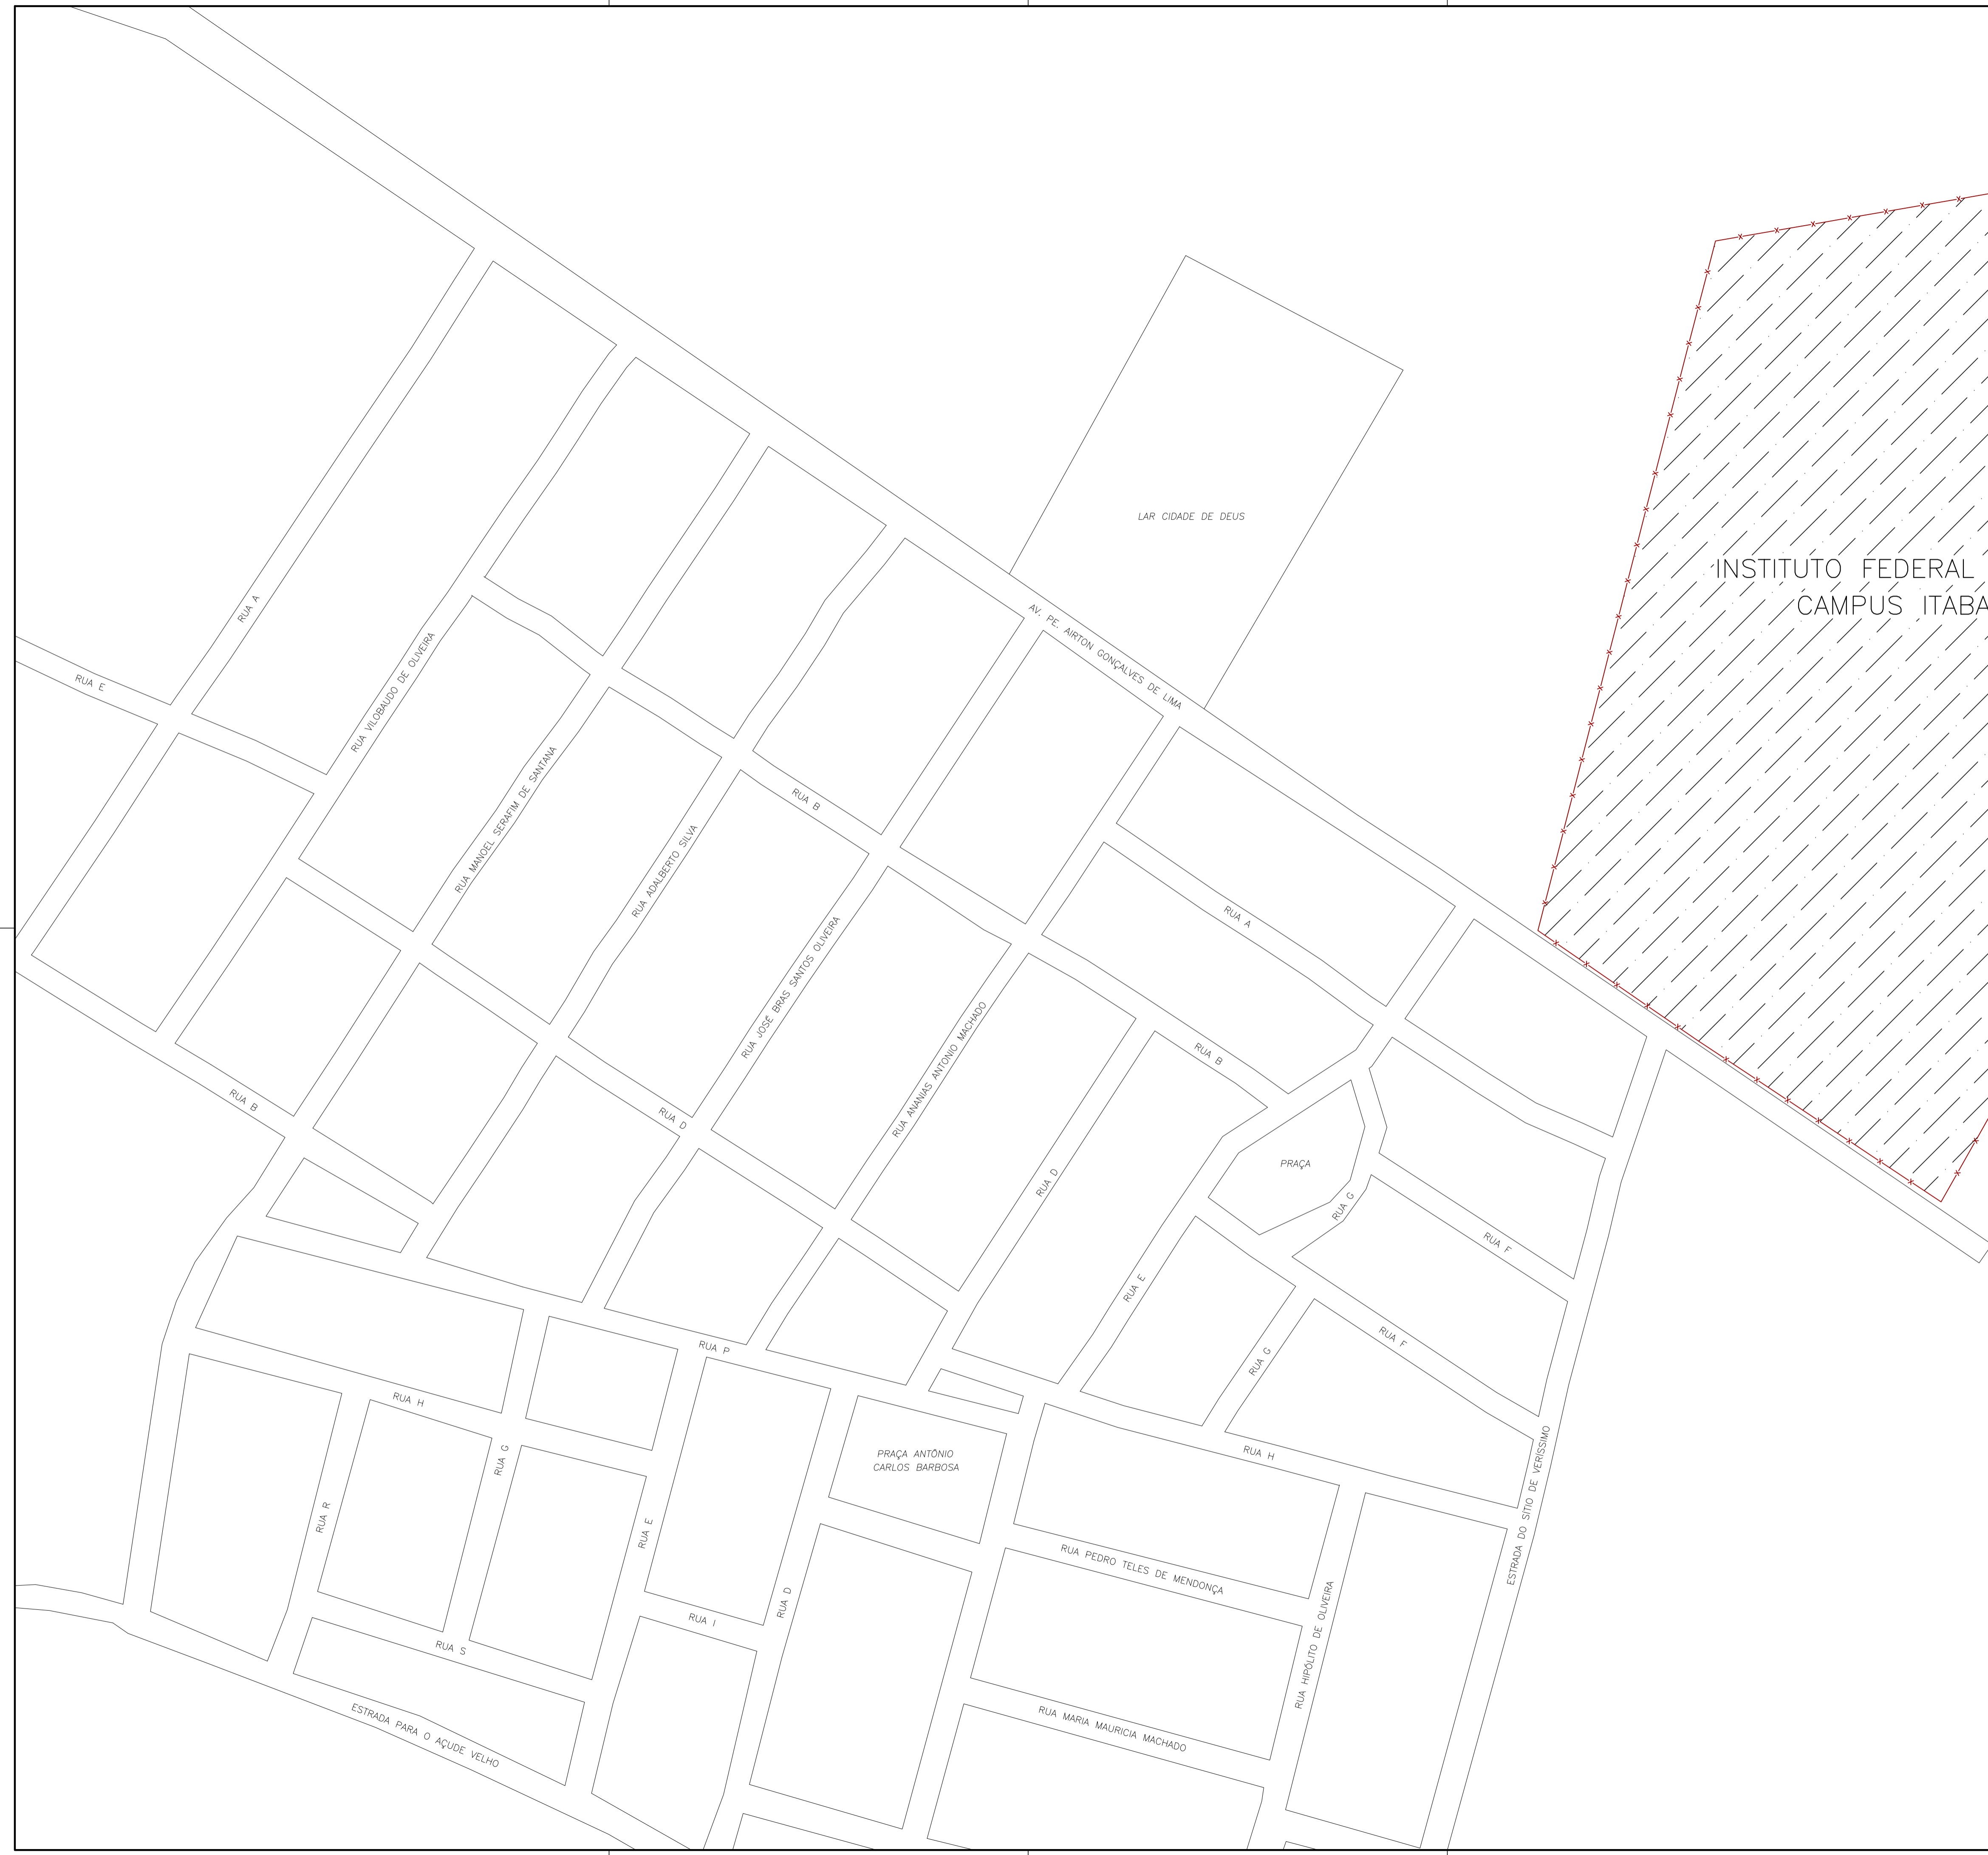 LAR CIDADE DE DEUS
INSTITUTO FEDERAL
CAMPUS ITABA
RUA A
AV. PE. AIRTON GONÇALVES DE LIMA
RUA E
RUA VILOBAUDO DE OLIVEIRA
RUA MANOEL SERAFIM DE SANTANA
RUA B
RUA ADALBERTO SILVA
RUA A
RUA JOSÉ BRAS SANTOS OLIVEIRA
RUA ANANIAS ANTONIO MACHADO
RUA B
RUA B
RUA D
RUA D
PRAÇA
RUA G
RUA F
RUA E
RUA P
RUA G
RUA F
RUA H
RUA G
PRAÇA ANTÔNIO
CARLOS BARBOSA
RUA H
RUA R
RUA E
ESTRADA DO SÍTIO DE VERISSIMO
RUA PEDRO TELES DE MENDONÇA
RUA D
RUA I
RUA S
RUA HIPÓLITO DE OLIVEIRA
ESTRADA PARA O AÇUDE VELHO
RUA MARIA MAURICIA MACHADO